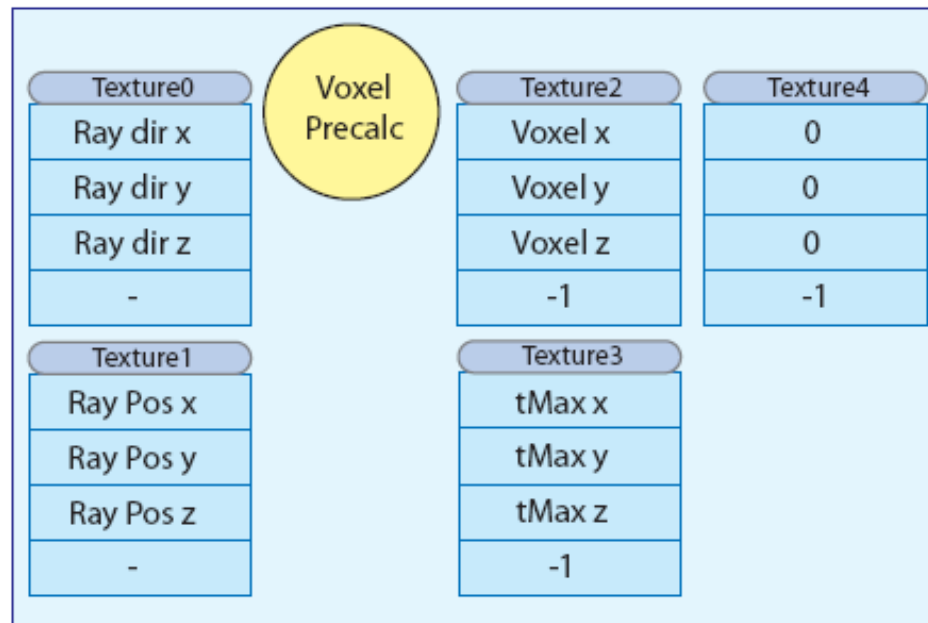 Texture0
Ray dir x
Ray dir y
Ray dir z
-
Voxel
Precalc
Texture2
Voxel x
Voxel y
Voxel z
-1
Texture4
0
0
0
-1
Texture1
Ray Pos x
Ray Pos y
Ray Pos z
-
Texture3
tMax x
tMax y
tMax z
-1